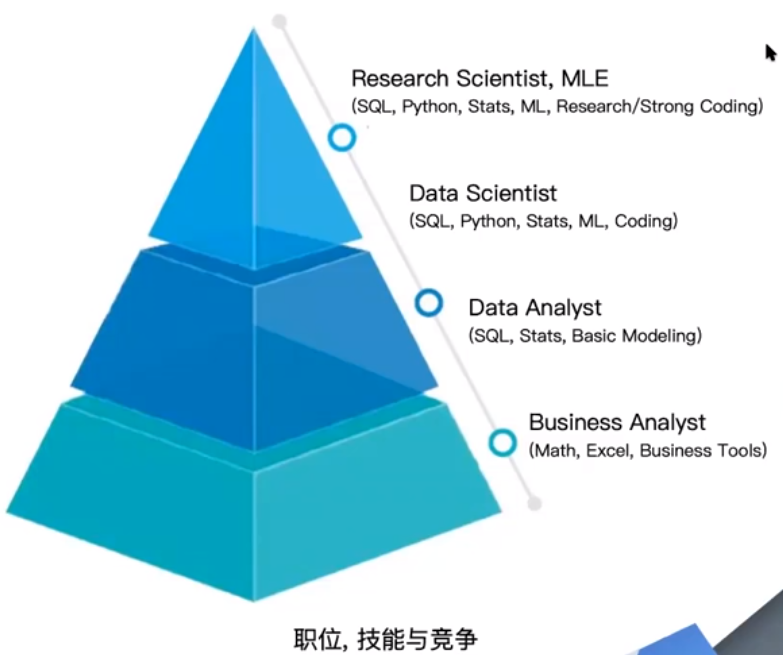 Research Scientist, MLE
(SQL, Python, Stats, ML, Research/Strong Coding)
Data Scientist
(SQL, Python, Stats, ML, Coding)
Data Analyst
(SQL, Stats, Basic Modeling)
Business Analyst
(Math, Excel, Business Tools)
职位, 技能与竞争